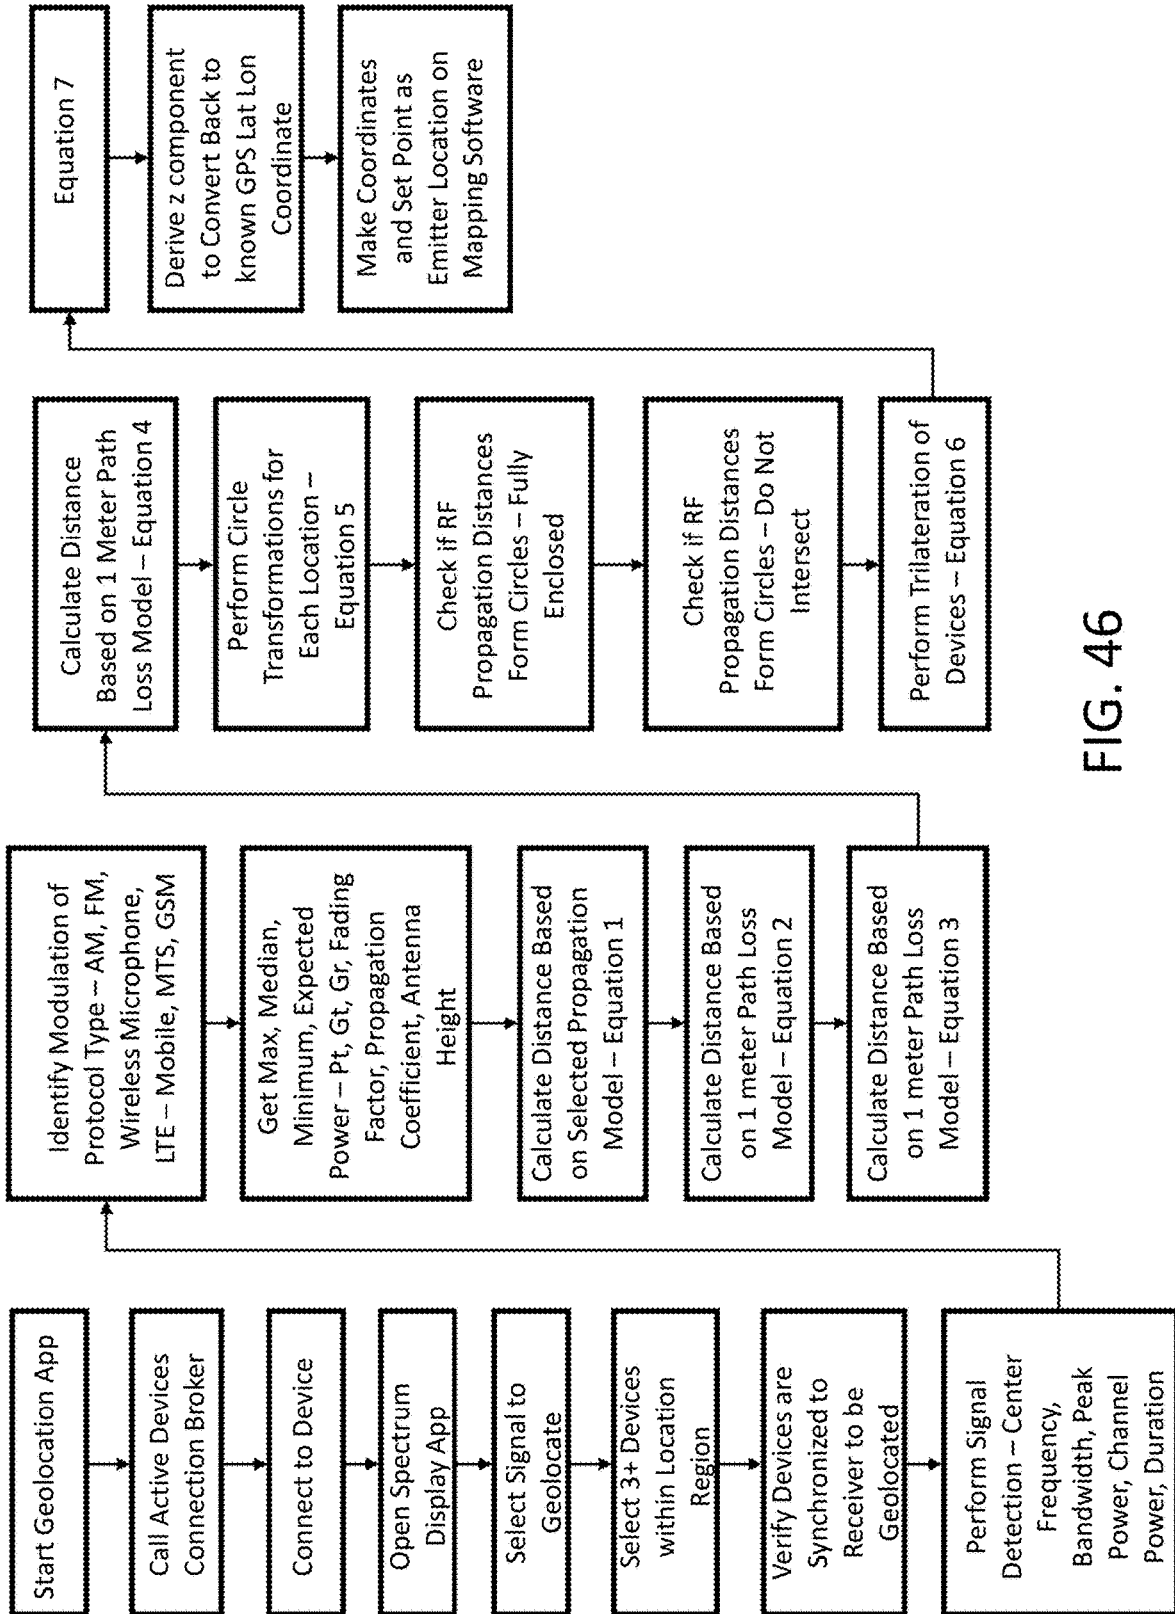 Start Geolocation App
Call Active Devices
Connection Broker
Connect to Device
Open Spectrum
Display App
Select Signal to
Geolocate
Select 3+ Devices
within Location
Region
Verify Devices are
Synchronized to
Receiver to be
Geolocated
Perform Signal
Detection – Center
Frequency,
Bandwidth, Peak
Power, Channel
Power, Duration
Identify Modulation of
Protocol Type – AM, FM,
Wireless Microphone,
LTE – Mobile, MTS, GSM
Get Max, Median,
Minimum, Expected
Power – Pt, Gt, Gr, Fading
Factor, Propagation
Coefficient, Antenna
Height
Calculate Distance Based
on Selected Propagation
Model – Equation 1
Calculate Distance Based
on 1 meter Path Loss
Model – Equation 2
Calculate Distance Based
on 1 meter Path Loss
Model – Equation 3
Calculate Distance
Based on 1 Meter Path
Loss Model – Equation 4
Perform Circle
Transformations for
Each Location –
Equation 5
Check if RF
Propagation Distances
Form Circles – Fully
Enclosed
Check if RF
Propagation Distances
Form Circles – Do Not
Intersect
Perform Trilateration of
Devices – Equation 6
Equation 7
Derive z component
to Convert Back to
known GPS Lat Lon
Coordinate
Make Coordinates
and Set Point as
Emitter Location on
Mapping Software
FIG. 46